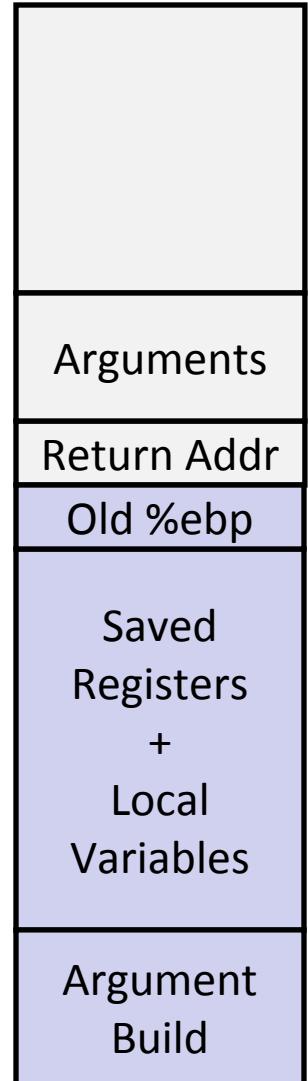 Arguments
Return Addr
Old %ebp
Saved
Registers
+
Local
Variables
Argument
Build